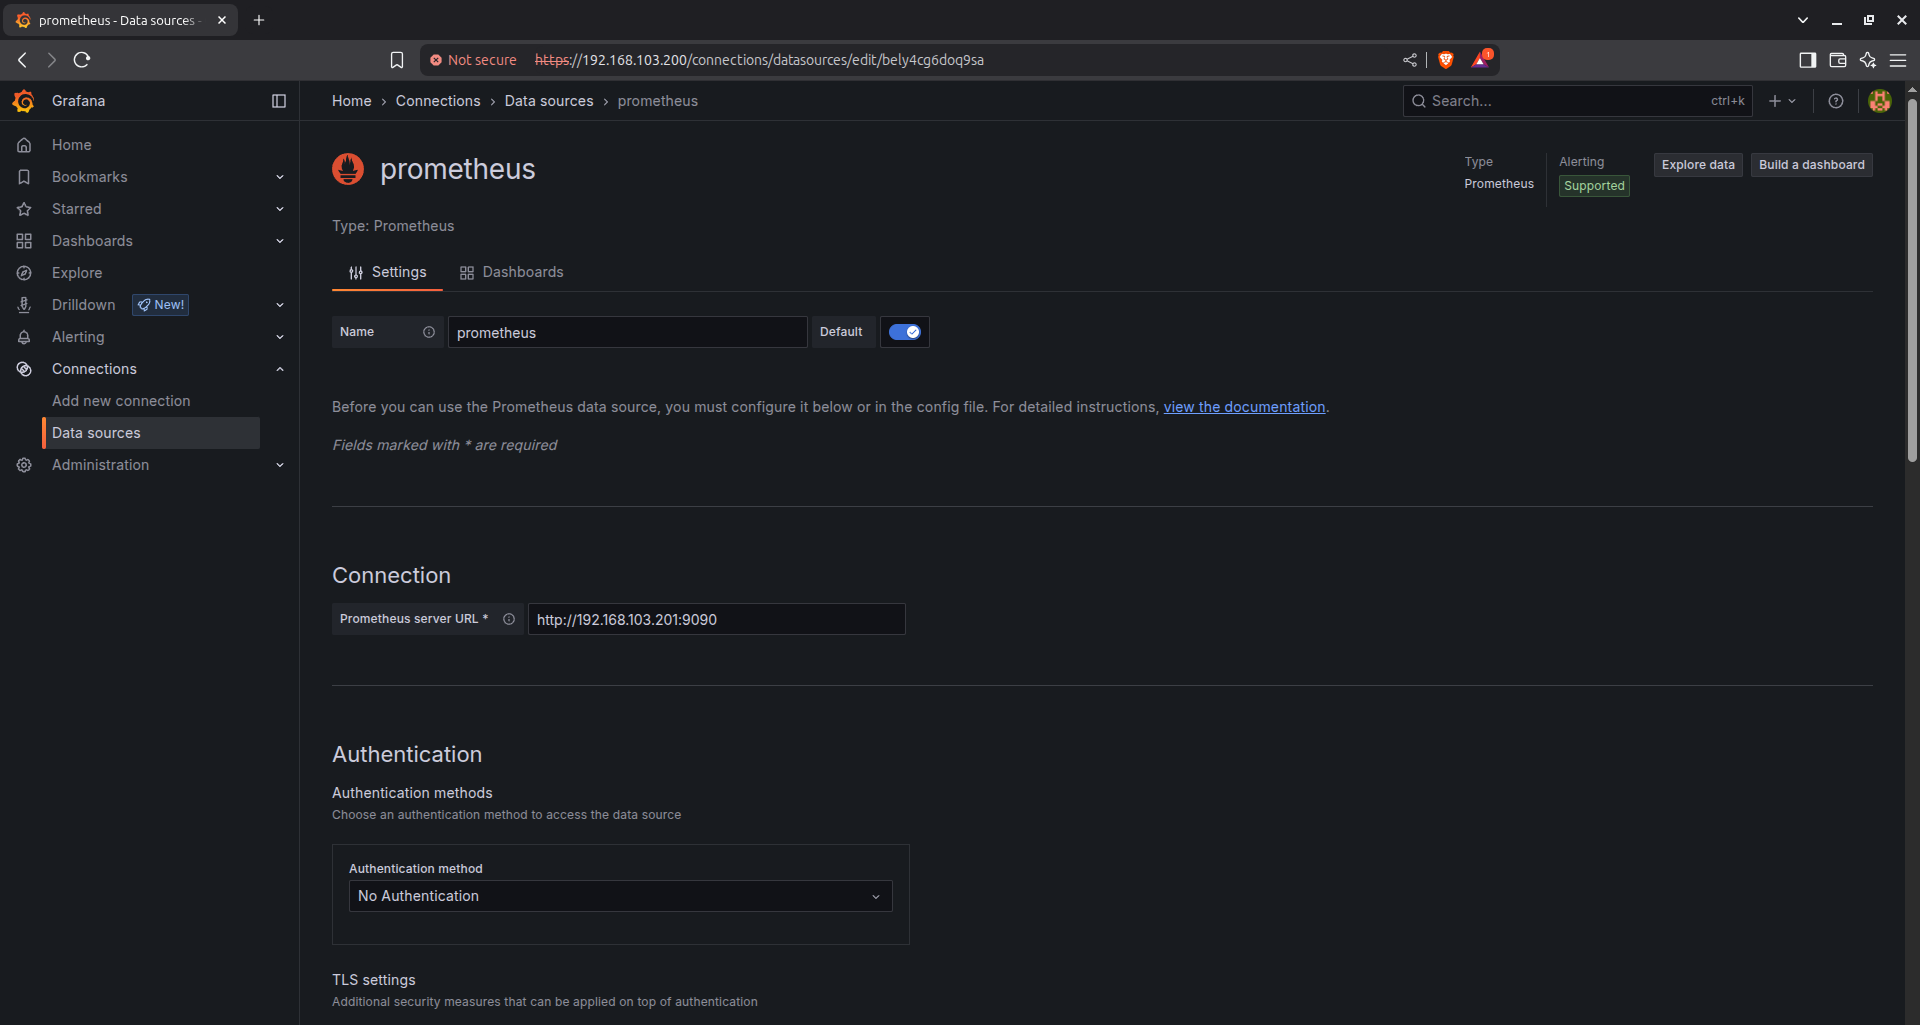 prometheus - Data sources -
1
Not secure
https://192.168.103.200/connections/datasources/edit/bely4cg6doq9sa
Grafana
Home
Bookmarks
Starred
Dashboards
Explore
Drilldown
New!
Alerting
Connections
Add new connection
Data sources
Administration
Home › Connections › Data sources › prometheus
Search...
ctrl+k
prometheus
Type
Prometheus
Alerting
Supported
Explore data
Build a dashboard
Type: Prometheus
Settings
Dashboards
Name
prometheus
Default
Before you can use the Prometheus data source, you must configure it below or in the config file. For detailed instructions, view the documentation.
Fields marked with * are required
Connection
Prometheus server URL *
http://192.168.103.201:9090
Authentication
Authentication methods
Choose an authentication method to access the data source
Authentication method
No Authentication
TLS settings
Additional security measures that can be applied on top of authentication